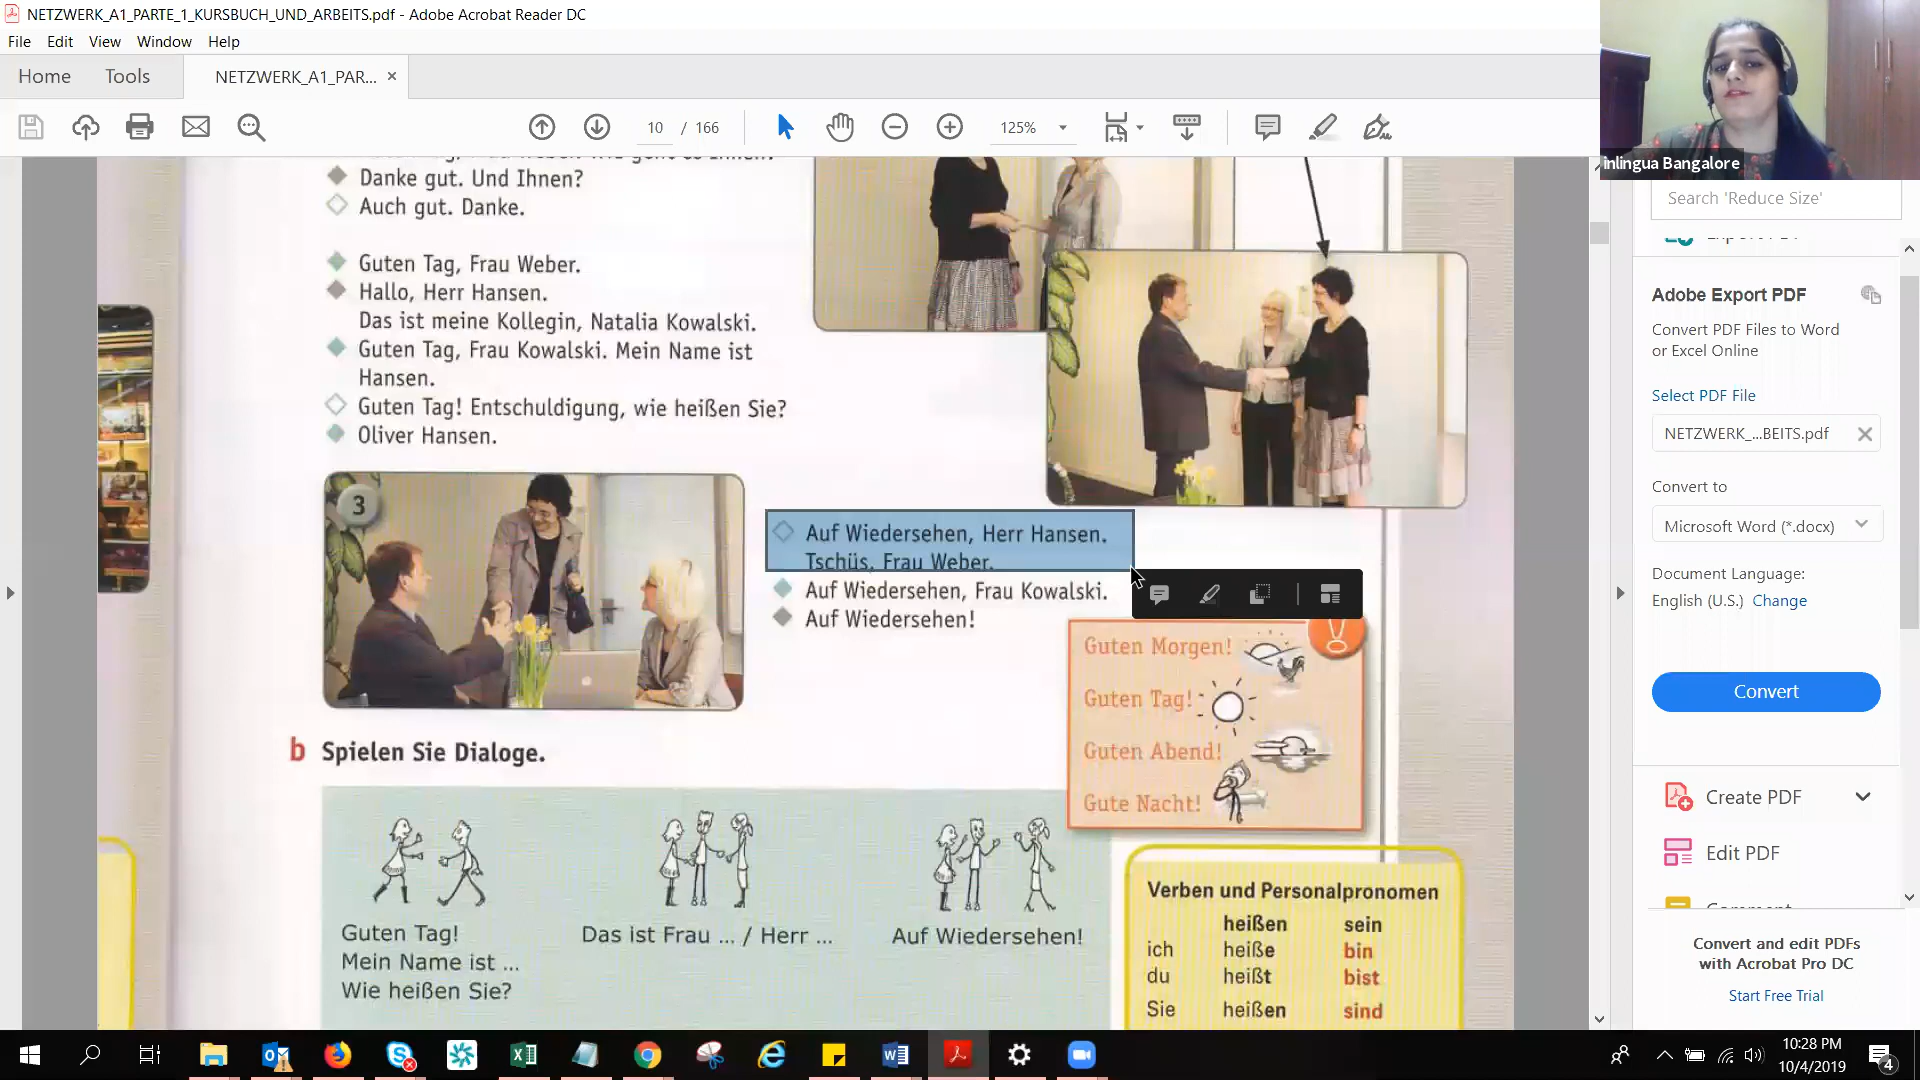 NETZWERK_A1_PARTE_1_KURSBUCH_UND_ARBEITS.pdf - Adobe Acrobat Reader DC
File Edit View Window Help
Home Tools NETZWERK_A1_PAR... ×
10 / 166 125%
inlingua Bangalore
Danke gut. Und Ihnen?
Auch gut. Danke.
Guten Tag, Frau Weber.
Hallo, Herr Hansen.
Das ist meine Kollegin, Natalia Kowalski.
Guten Tag, Frau Kowalski. Mein Name ist
Hansen.
Guten Tag! Entschuldigung, wie heißen Sie?
Oliver Hansen.
3
Auf Wiedersehen, Herr Hansen.
Tschüs, Frau Weber.
Auf Wiedersehen, Frau Kowalski.
Auf Wiedersehen!
Guten Morgen!
Guten Tag!
Guten Abend!
Gute Nacht!
b Spielen Sie Dialoge.
Guten Tag!
Mein Name ist ...
Wie heißen Sie?
Das ist Frau ... / Herr ...
Auf Wiedersehen!
Verben und Personalpronomen
heißen sein
ich heiße bin
du heißt bist
Sie heißen sind
Search 'Reduce Size'
Adobe Export PDF
Convert PDF Files to Word
or Excel Online
Select PDF File
NETZWERK_...BEITS.pdf
Convert to
Microsoft Word (*.docx)
Document Language:
English (U.S.) Change
Convert
Create PDF
Edit PDF
Convert and edit PDFs
with Acrobat Pro DC
Start Free Trial
10:28 PM
10/4/2019
4